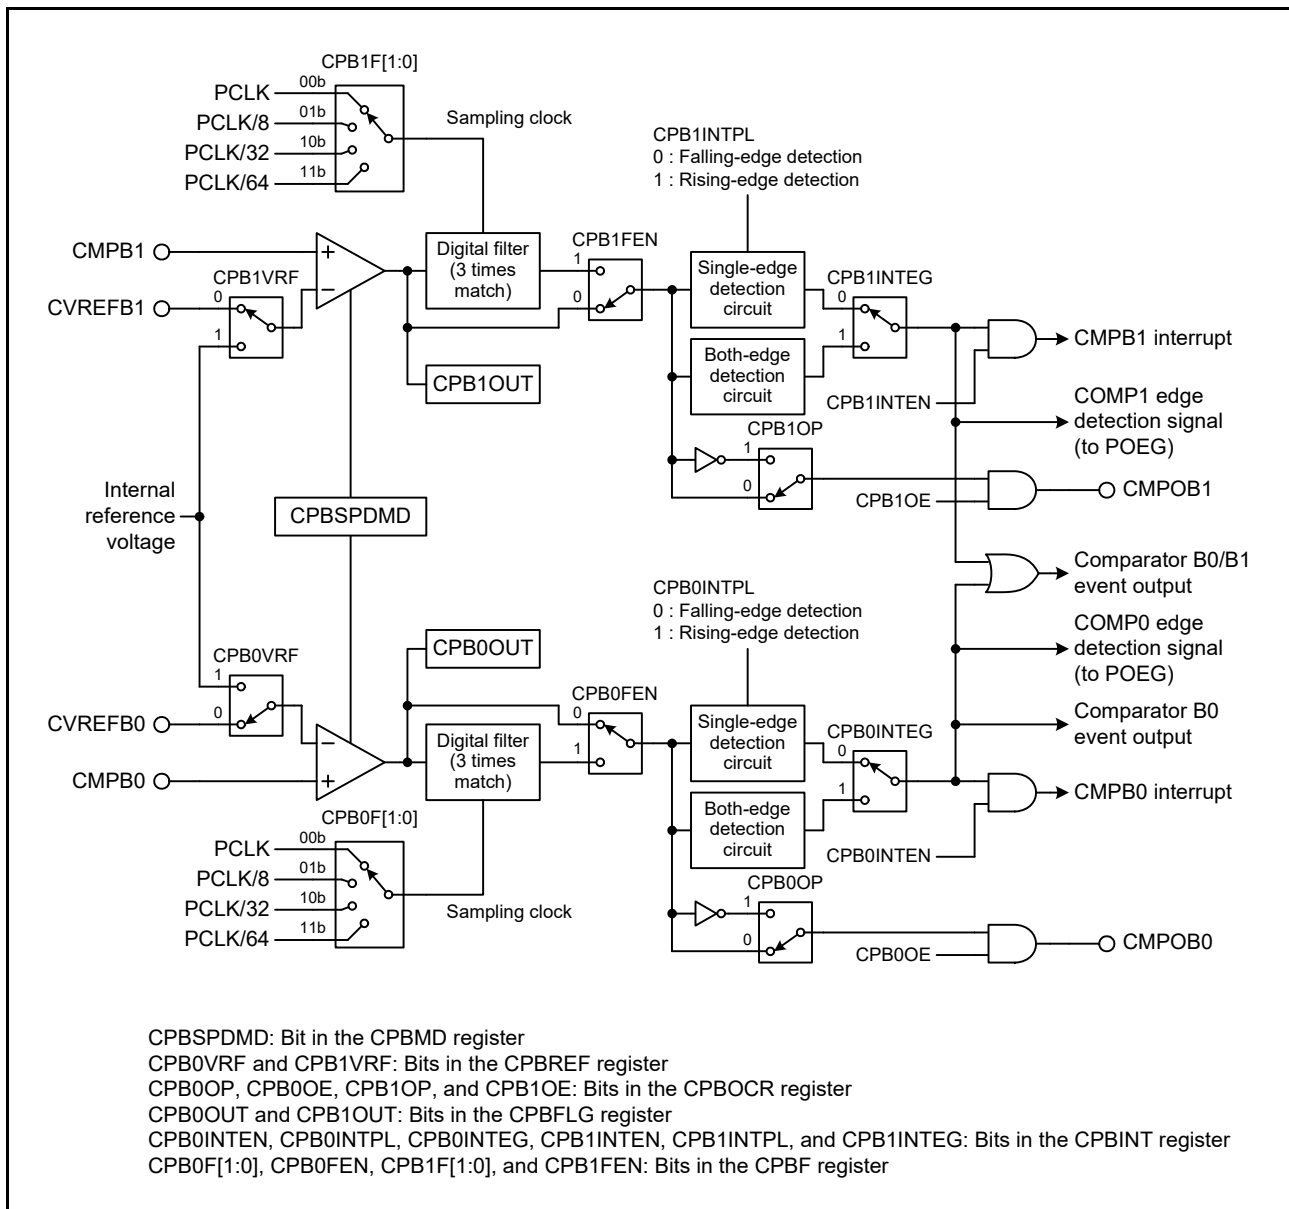 CPB1F[1:0]
PCLK 00b
PCLK/8 01b
PCLK/32 10b
PCLK/64 11b
Sampling clock
CPB1INTPL
0 : Falling-edge detection
1 : Rising-edge detection
CMPB1
CVREFB1
CPB1VRF
0
1
+
−
Digital filter
(3 times
match)
CPB1FEN
1
0
Single-edge
detection
circuit
Both-edge
detection
circuit
CPB1INTEG
0
1
CPB1INTEN
CMPB1 interrupt
CPB1OUT
COMP1 edge
detection signal
(to POEG)
CPB1OP
1
0
CPB1OE
CMPOB1
Internal
reference
voltage
CPBSPDMD
Comparator B0/B1
event output
CPB0INTPL
0 : Falling-edge detection
1 : Rising-edge detection
COMP0 edge
detection signal
(to POEG)
CPB0OUT
CPB0VRF
1
0
CVREFB0
CMPB0
−
+
Digital filter
(3 times
match)
CPB0FEN
0
1
Single-edge
detection
circuit
Both-edge
detection
circuit
CPB0INTEG
0
1
Comparator B0
event output
CMPB0 interrupt
CPB0INTEN
CPB0F[1:0]
PCLK 00b
PCLK/8 01b
PCLK/32 10b
PCLK/64 11b
Sampling clock
CPB0OP
1
0
CPB0OE
CMPOB0
CPBSPDMD: Bit in the CPBMD register
CPB0VRF and CPB1VRF: Bits in the CPBREF register
CPB0OP, CPB0OE, CPB1OP, and CPB1OE: Bits in the CPBOCR register
CPB0OUT and CPB1OUT: Bits in the CPBFLG register
CPB0INTEN, CPB0INTPL, CPB0INTEG, CPB1INTEN, CPB1INTPL, and CPB1INTEG: Bits in the CPBINT register
CPB0F[1:0], CPB0FEN, CPB1F[1:0], and CPB1FEN: Bits in the CPBF register